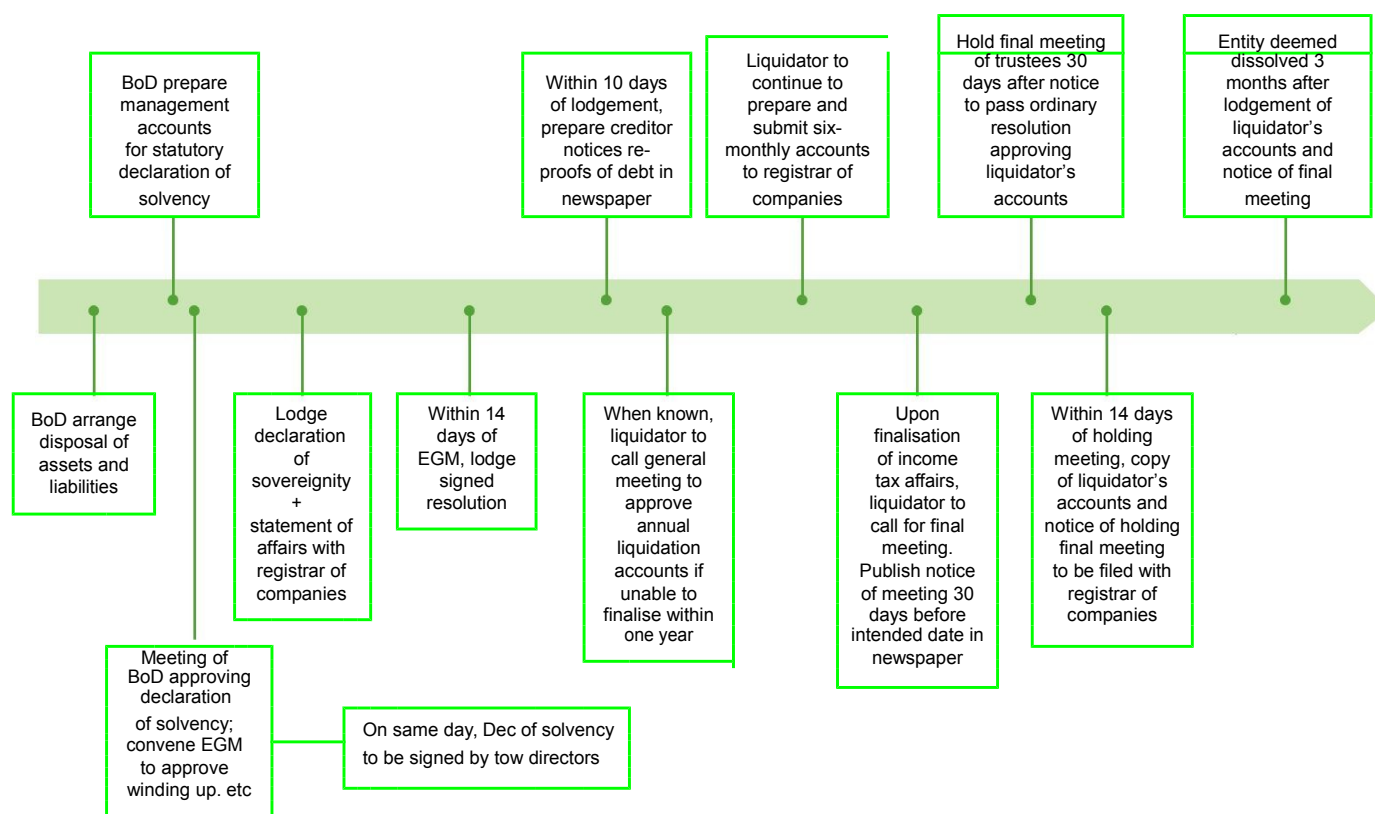 BoD prepare
management
accounts
for statutory
declaration of
solvency
Within 10 days
of lodgement,
prepare creditor
notices re-
proofs of debt in
newspaper
Liquidator to
continue to
prepare and
submit six-
monthly accounts
to registrar of
companies
Hold final meeting
of trustees 30
days after notice
to pass ordinary
resolution
approving
liquidator’s
accounts
Entity deemed
dissolved 3
months after
lodgement of
liquidator’s
accounts and
notice of final
meeting
BoD arrange
disposal of
assets and
liabilities
Lodge
declaration
of
sovereignity
+
statement of
affairs with
registrar of
companies
Within 14
days of
EGM, lodge
signed
resolution
When known,
liquidator to
call general
meeting to
approve
annual
liquidation
accounts if
unable to
finalise within
one year
Upon
finalisation
of income
tax affairs,
liquidator to
call for final
meeting.
Publish notice
of meeting 30
days before
intended date in
newspaper
Within 14 days
of holding
meeting, copy
of liquidator’s
accounts and
notice of holding
final meeting
to be filed with
registrar of
companies
Meeting of
BoD approving
declaration
of solvency;
convene EGM
to approve
winding up. etc
On same day, Dec of solvency
to be signed by tow directors